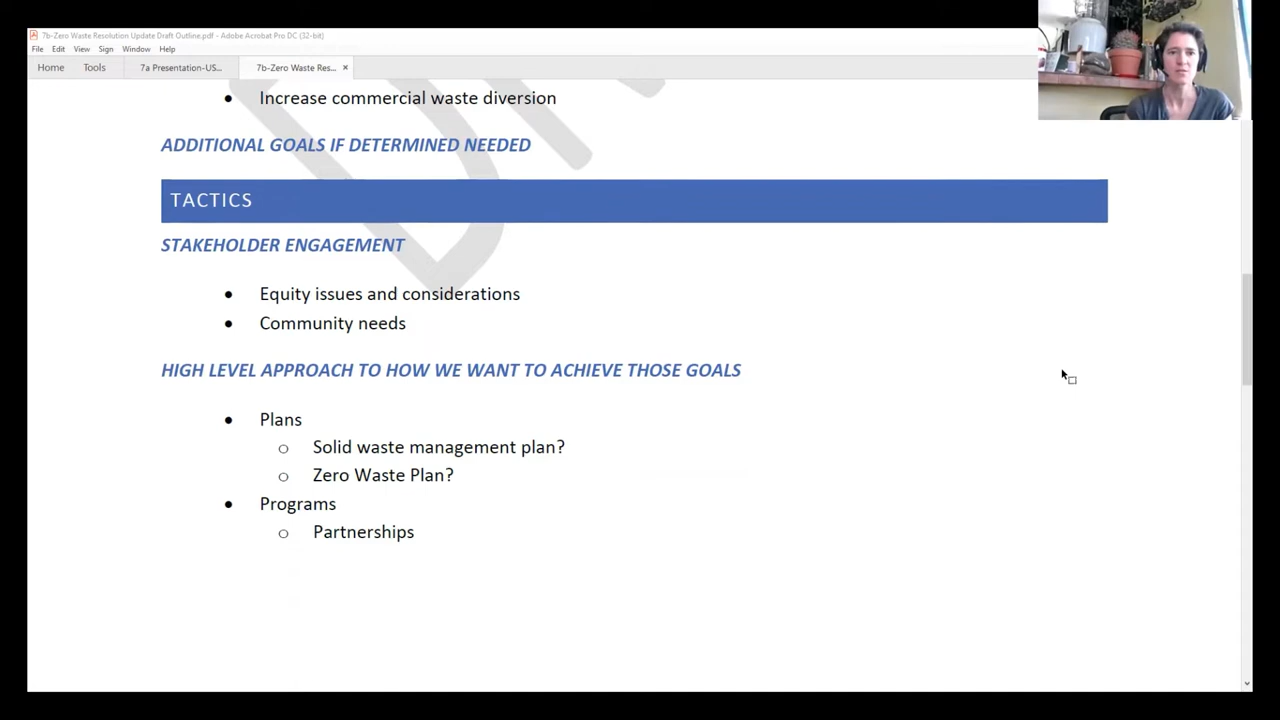 7b-Zero Waste Resolution Update Draft Outline.pdf - Adobe Acrobat Pro DC (32-bit)
File Edit View Sign Window Help
Home Tools 7a Presentation-US... 7b-Zero Waste Res... ×
• Increase commercial waste diversion
ADDITIONAL GOALS IF DETERMINED NEEDED
TACTICS
STAKEHOLDER ENGAGEMENT
• Equity issues and considerations
• Community needs
HIGH LEVEL APPROACH TO HOW WE WANT TO ACHIEVE THOSE GOALS
• Plans
o Solid waste management plan?
o Zero Waste Plan?
• Programs
o Partnerships